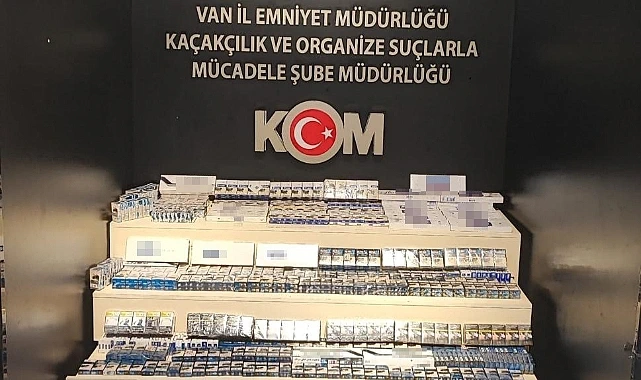 VAN İL EMNİYET MÜDÜRLÜĞÜ
KAÇAKÇILIK VE ORGANİZE SUÇLARLA
MÜCADELE ŞUBE MÜDÜRLÜĞÜ
KOM